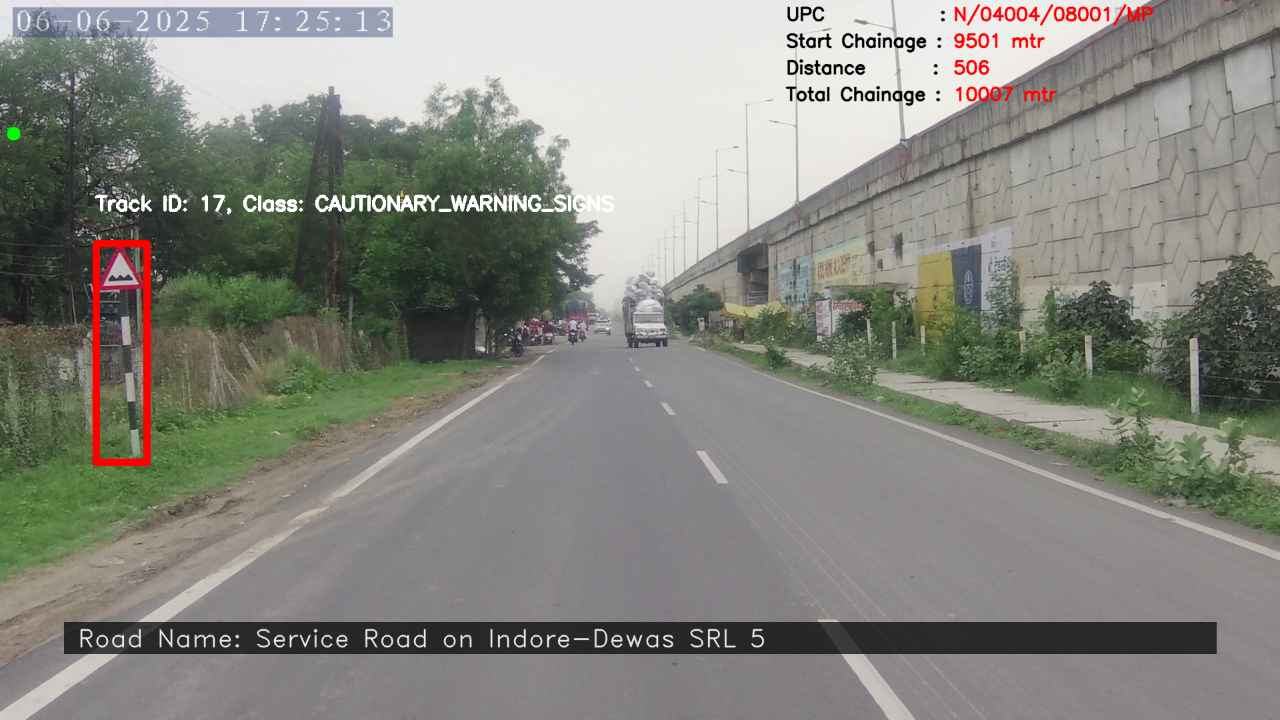 06-06-2025 17:25:13
UPC : N/04004/08001/MP
Start Chainage : 9501 mtr
Distance : 506
Total Chainage : 10007 mtr
Track ID: 17, Class: CAUTIONARY_WARNING_SIGNS
Road Name: Service Road on Indore-Dewas SRL 5